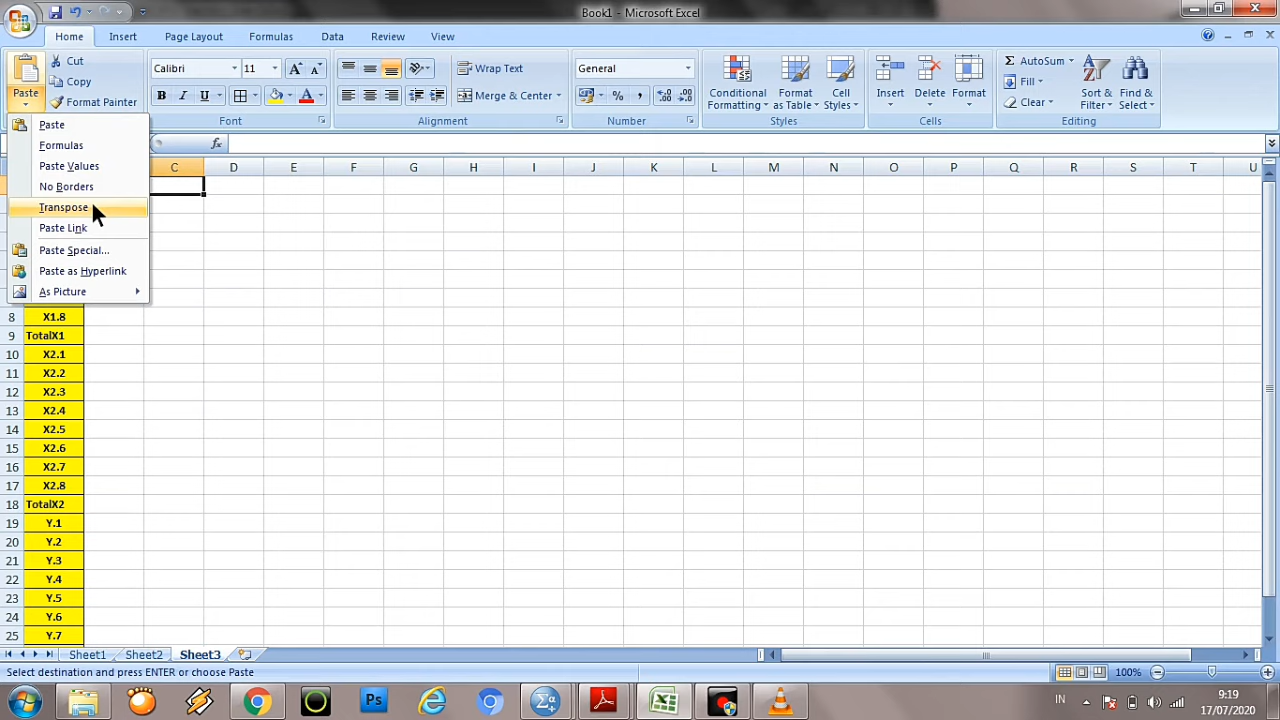 Book1 - Microsoft Excel
Home Insert Page Layout Formulas Data Review View
Paste
Cut
Copy
Format Painter
Calibri 11
B I U A
Font
Wrap Text
Merge & Center
Alignment
General
% ,
Number
Conditional Formatting
Format as Table
Cell Styles
Styles
Insert Delete Format
Cells
Σ AutoSum
Fill
Clear
Sort & Filter
Find & Select
Editing
Paste
Formulas
Paste Values
No Borders
Transpose
Paste Link
Paste Special...
Paste as Hyperlink
As Picture
fx
C D E F G H I J K L M N O P Q R S T U
8 X1.8
9 TotalX1
10 X2.1
11 X2.2
12 X2.3
13 X2.4
14 X2.5
15 X2.6
16 X2.7
17 X2.8
18 TotalX2
19 Y.1
20 Y.2
21 Y.3
22 Y.4
23 Y.5
24 Y.6
25 Y.7
Sheet1 Sheet2 Sheet3
Select destination and press ENTER or choose Paste 100%
Ps
IN
9:19
17/07/2020